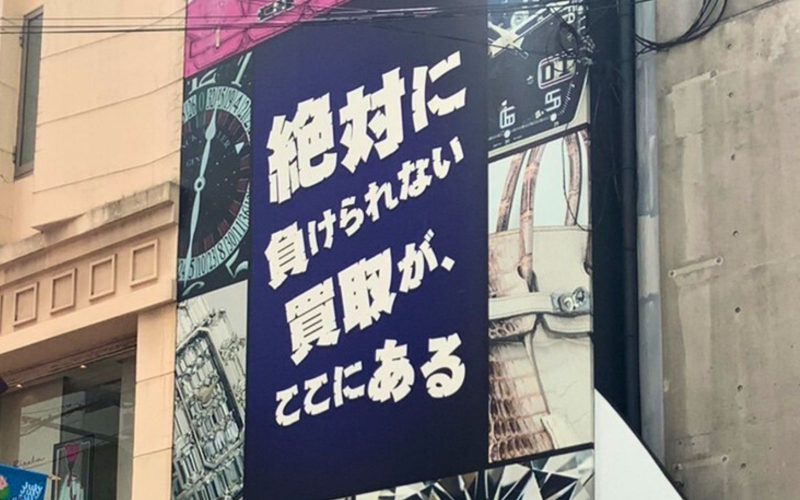 絶対に
負けられない
買取が、
ここにある